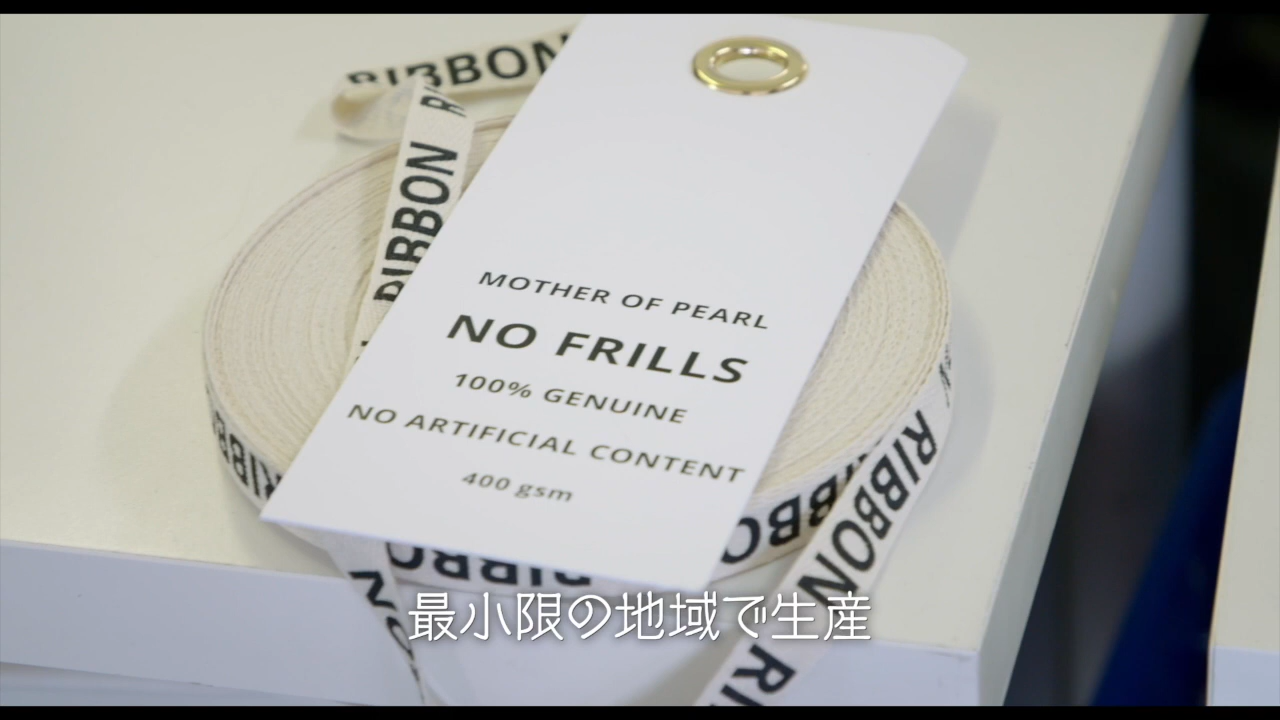 RIBBON
RIBBON
MOTHER OF PEARL
NO FRILLS
100% GENUINE
NO ARTIFICIAL CONTENT
400 gsm
RIBBON
RIBBON
最小限の地域で生産